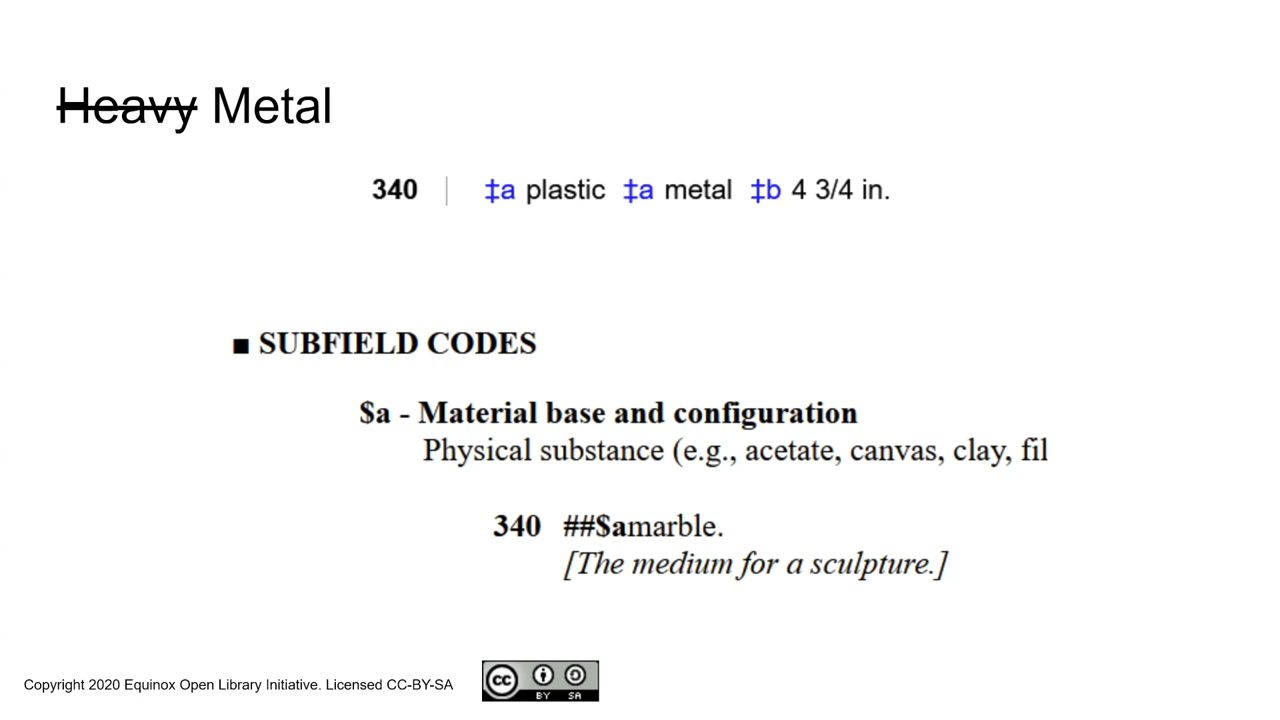 Heavy Metal
340 ‡a plastic ‡a metal ‡b 4 3/4 in.
■ SUBFIELD CODES
$a - Material base and configuration
Physical substance (e.g., acetate, canvas, clay, fil
340 ##$amarble.
[The medium for a sculpture.]
Copyright 2020 Equinox Open Library Initiative. Licensed CC-BY-SA
cc BY SA